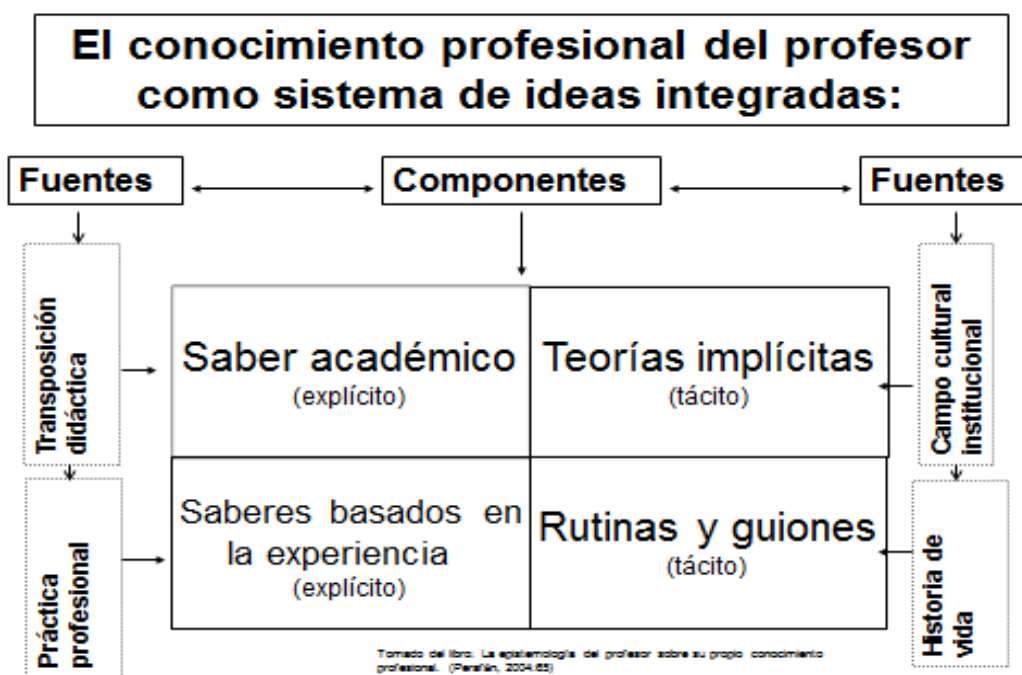 El conocimiento profesional del profesor
como sistema de ideas integradas:
Fuentes
Componentes
Fuentes
Transposición
didáctica
Saber académico
(explícito)
Teorías implícitas
(tácito)
Campo cultural
institucional
Práctica
profesional
Saberes basados en
la experiencia
(explícito)
Rutinas y guiones
(tácito)
Historia de
vida
Tomado del libro: La epistemología del profesor sobre su propio conocimiento
profesional. (Perafán, 2004:65)